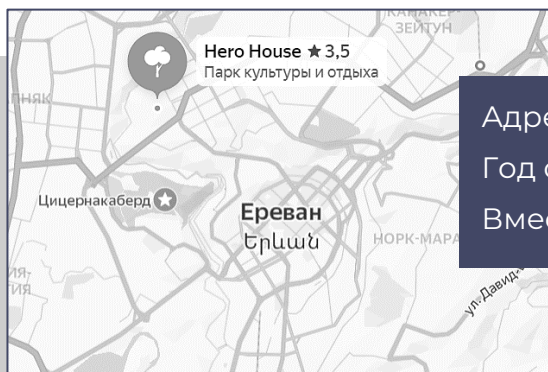 КАНАКЕР-
ЗЕЙТУН
Hero House ★ 3,5
Парк культуры и отдыха
Адре
Год
Вмес
Цицернакаберд
Ереван
Երևան
НОРК-МАРА
ул. Давид-